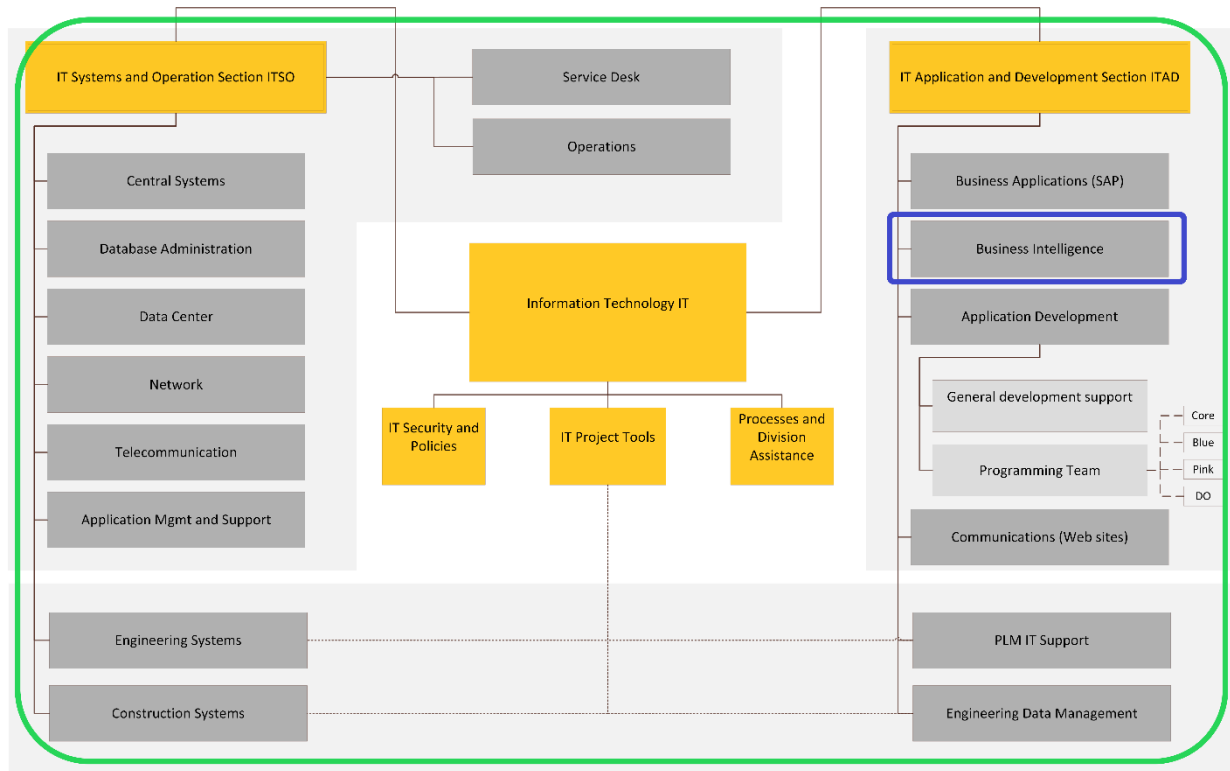 IT Systems and Operation Section ITSO
Service Desk
Operations
IT Application and Development Section ITAD
Central Systems
Database Administration
Data Center
Network
Telecommunication
Application Mgmt and Support
Information Technology IT
IT Security and
Policies
IT Project Tools
Processes and
Division
Assistance
Business Applications (SAP)
Business Intelligence
Application Development
General development support
Programming Team
Core
Blue
Pink
DO
Communications (Web sites)
Engineering Systems
PLM IT Support
Construction Systems
Engineering Data Management